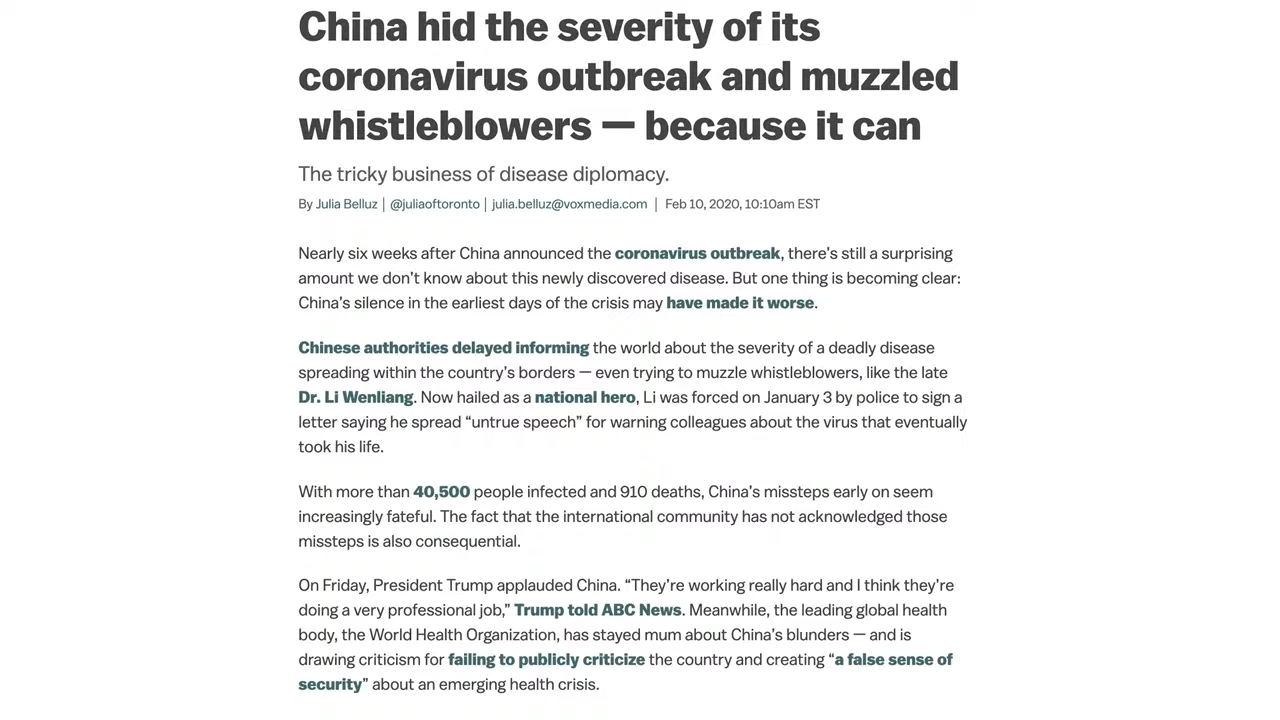 China hid the severity of its
coronavirus outbreak and muzzled
whistleblowers — because it can
The tricky business of disease diplomacy.
By Julia Belluz | @juliaoftoronto | julia.belluz@voxmedia.com | Feb 10, 2020, 10:10am EST
Nearly six weeks after China announced the coronavirus outbreak, there’s still a surprising
amount we don’t know about this newly discovered disease. But one thing is becoming clear:
China’s silence in the earliest days of the crisis may have made it worse.
Chinese authorities delayed informing the world about the severity of a deadly disease
spreading within the country’s borders — even trying to muzzle whistleblowers, like the late
Dr. Li Wenliang. Now hailed as a national hero, Li was forced on January 3 by police to sign a
letter saying he spread “untrue speech” for warning colleagues about the virus that eventually
took his life.
With more than 40,500 people infected and 910 deaths, China’s missteps early on seem
increasingly fateful. The fact that the international community has not acknowledged those
missteps is also consequential.
On Friday, President Trump applauded China. “They’re working really hard and I think they’re
doing a very professional job,” Trump told ABC News. Meanwhile, the leading global health
body, the World Health Organization, has stayed mum about China’s blunders — and is
drawing criticism for failing to publicly criticize the country and creating “a false sense of
security” about an emerging health crisis.